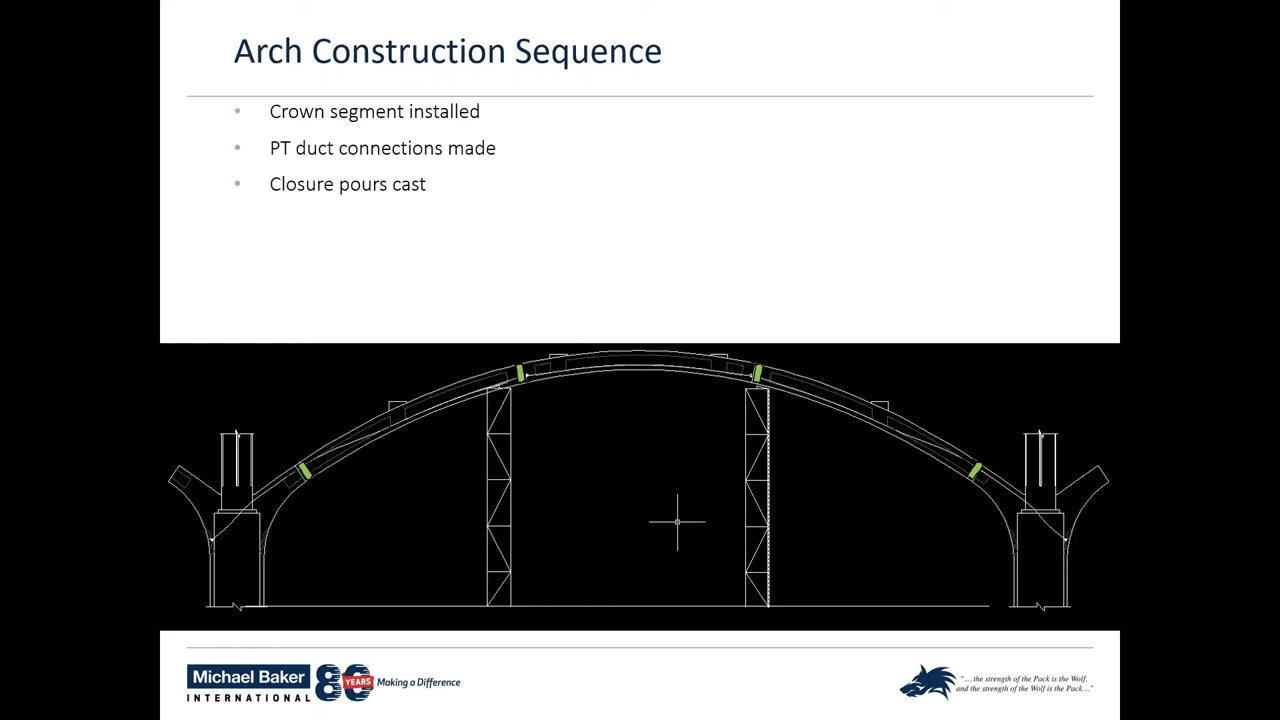 Arch Construction Sequence
• Crown segment installed
• PT duct connections made
• Closure pours cast
Michael Baker
INTERNATIONAL
80
YEARS
Making a Difference
“…the strength of the Pack is the Wolf,
and the strength of the Wolf is the Pack…”